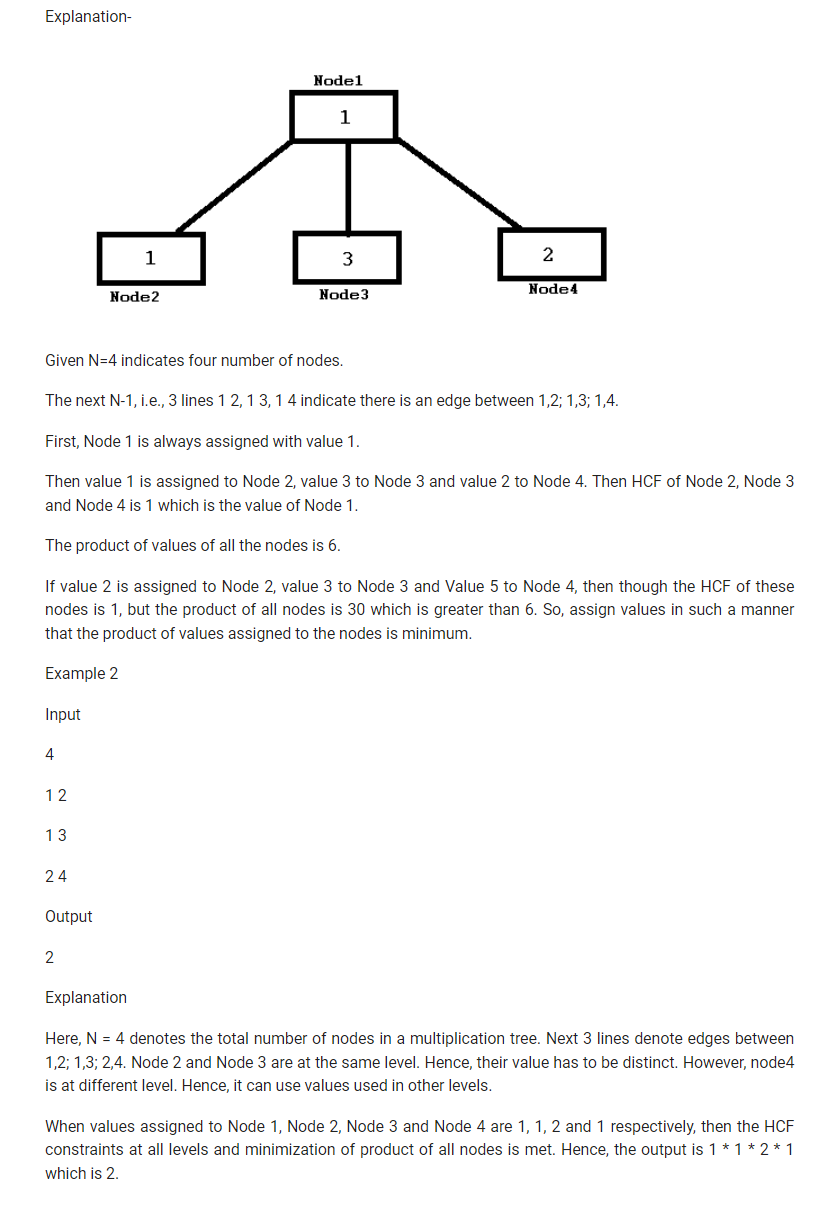 Explanation-
Node1
1
1
3
2
Node2
Node3
Node4
Given N=4 indicates four number of nodes.
The next N-1, i.e., 3 lines 1 2, 1 3, 1 4 indicate there is an edge between 1,2; 1,3; 1,4.
First, Node 1 is always assigned with value 1.
Then value 1 is assigned to Node 2, value 3 to Node 3 and value 2 to Node 4. Then HCF of Node 2, Node 3
and Node 4 is 1 which is the value of Node 1.
The product of values of all the nodes is 6.
If value 2 is assigned to Node 2, value 3 to Node 3 and Value 5 to Node 4, then though the HCF of these
nodes is 1, but the product of all nodes is 30 which is greater than 6. So, assign values in such a manner
that the product of values assigned to the nodes is minimum.
Example 2
Input
4
1 2
1 3
2 4
Output
2
Explanation
Here, N = 4 denotes the total number of nodes in a multiplication tree. Next 3 lines denote edges between
1,2; 1,3; 2,4. Node 2 and Node 3 are at the same level. Hence, their value has to be distinct. However, node4
is at different level. Hence, it can use values used in other levels.
When values assigned to Node 1, Node 2, Node 3 and Node 4 are 1, 1, 2 and 1 respectively, then the HCF
constraints at all levels and minimization of product of all nodes is met. Hence, the output is 1 * 1 * 2 * 1
which is 2.